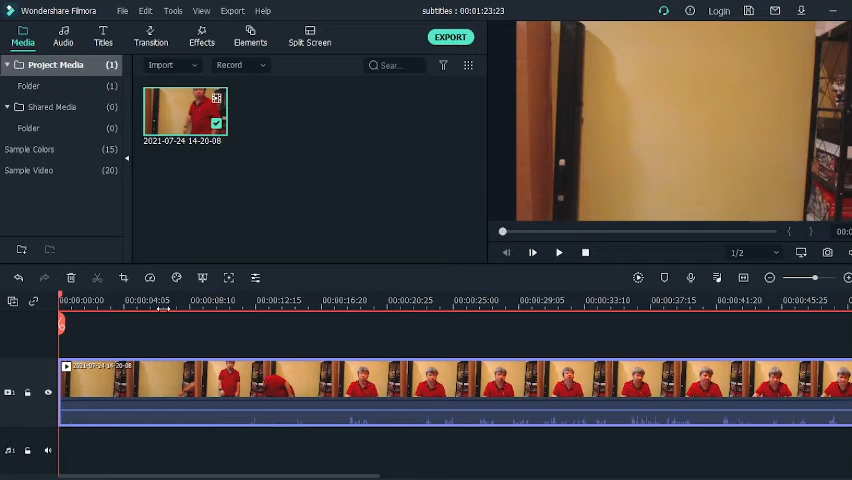 Wondershare Filmora File Edit Tools View Export Help subtitles : 00:01:23:23 Login
Media Audio Titles Transition Effects Elements Split Screen EXPORT
Project Media (1)
Folder (1)
Shared Media (0)
Folder (0)
Sample Colors (15)
Sample Video (20)
Import Record Sear...
2021-07-24 14-20-08
00:0
1/2
00:00:00:00 00:00:04:05 00:00:08:10 00:00:12:15 00:00:16:20 00:00:20:25 00:00:25:00 00:00:29:05 00:00:33:10 00:00:37:15 00:00:41:20 00:00:45:25
2021-07-24 14-20-08
1
1